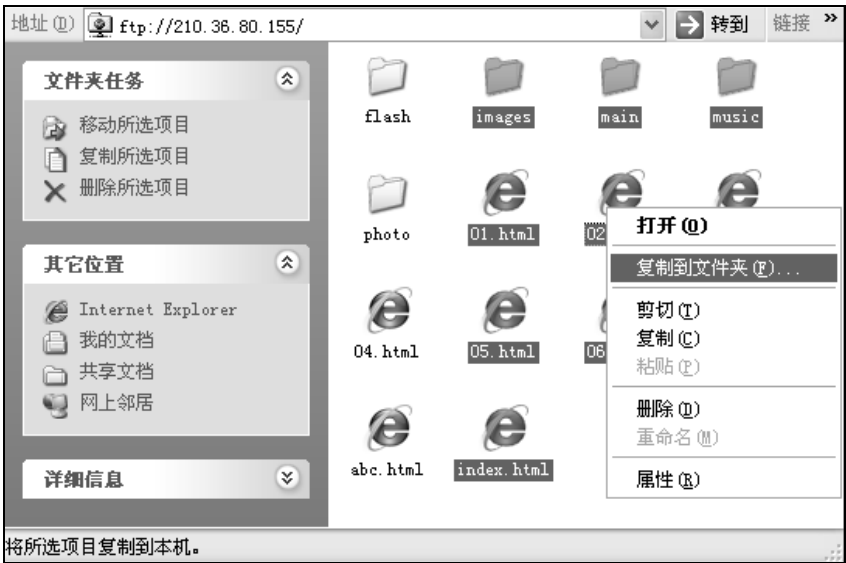 地址(D) ftp://210.36.80.155/ 转到 链接 »
文件夹任务
移动所选项目
复制所选项目
删除所选项目
其它位置
Internet Explorer
我的文档
共享文档
网上邻居
详细信息
flash images main music
photo 01.html 02
04.html 05.html 06
abc.html index.html
打开(O)
复制到文件夹(F)...
剪切(T)
复制(C)
粘贴(P)
删除(D)
重命名(M)
属性(R)
将所选项目复制到本机。